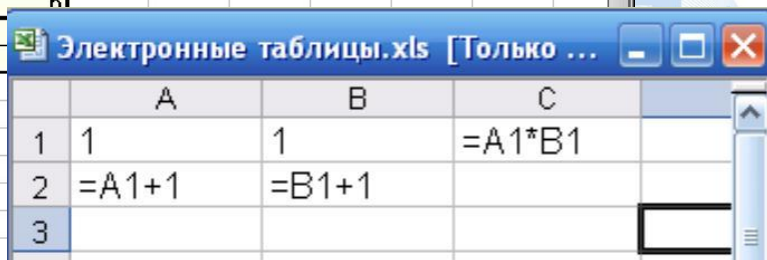 Электронные таблицы.xls [Только ...
A B C
1 1 1 =A1*B1
2 =A1+1 =B1+1
3